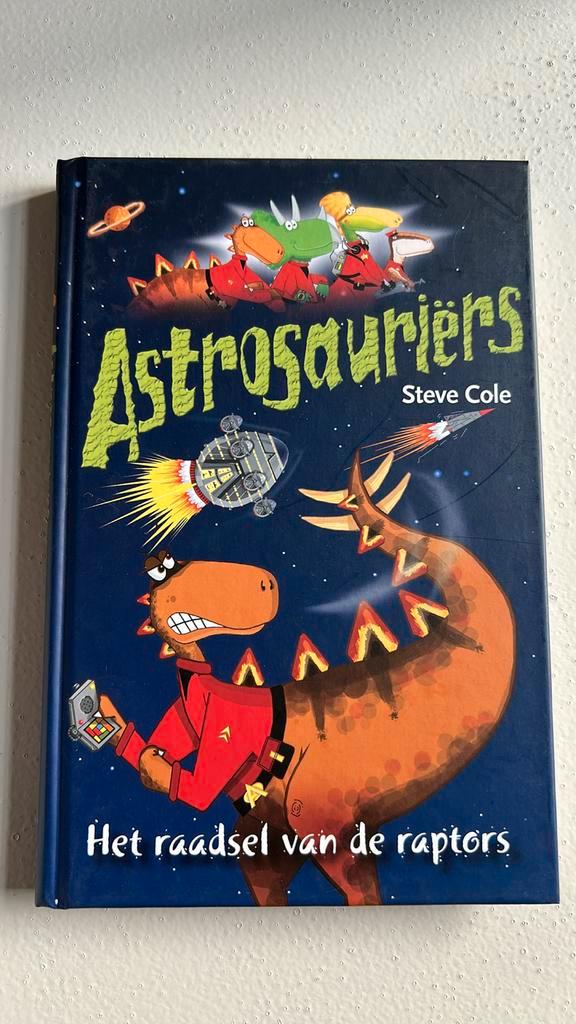 Astrosauriërs
Steve Cole
Het raadsel van de raptors